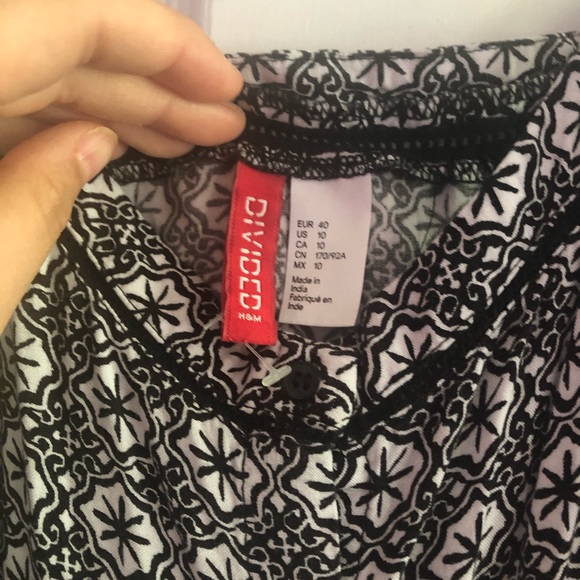 DIVIDED
H&M
EUR 40
US 10
CA 10
CN 170/92A
MX 10
Made in
India
Fabriqué en
Inde